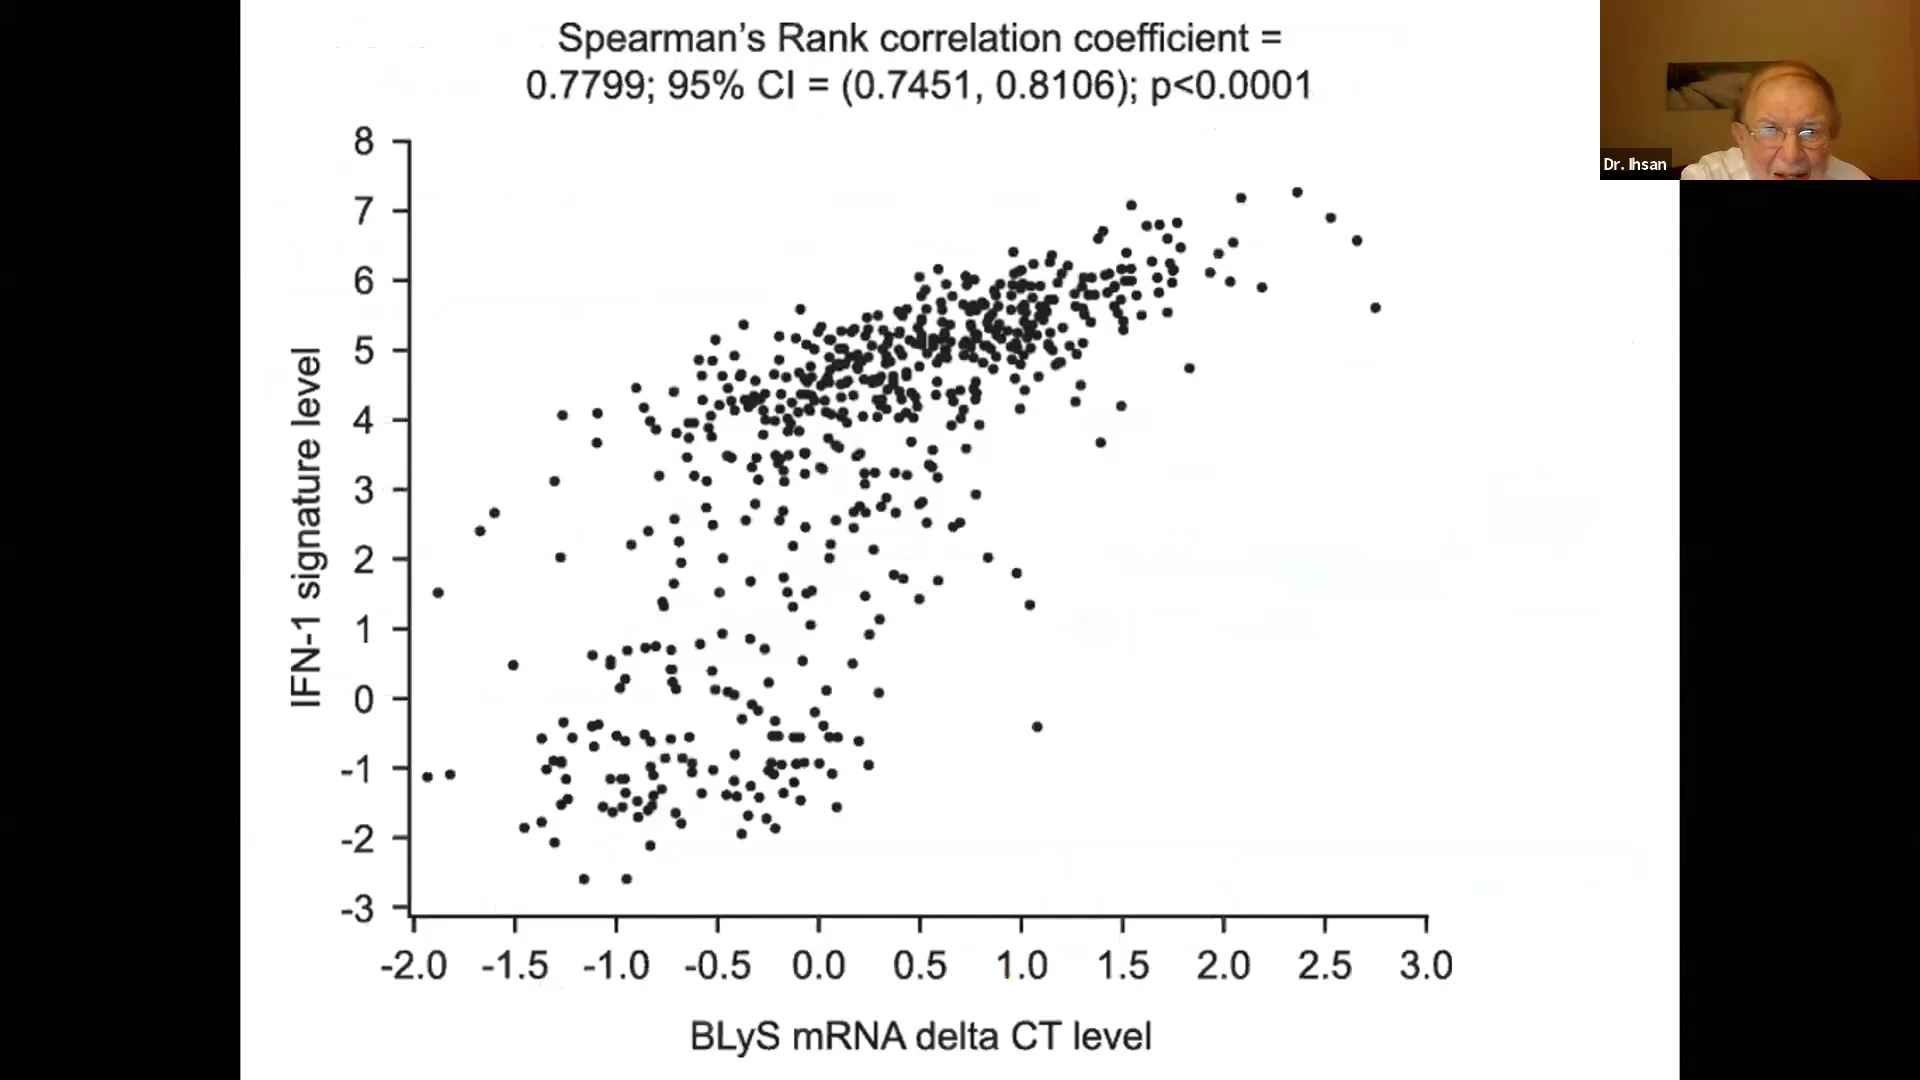 Spearman’s Rank correlation coefficient =
0.7799; 95% CI = (0.7451, 0.8106); p<0.0001
Dr. Ihsan
8
7
6
5
4
3
2
1
0
-1
-2
-3
IFN-1 signature level
-2.0 -1.5 -1.0 -0.5 0.0 0.5 1.0 1.5 2.0 2.5 3.0
BLyS mRNA delta CT level